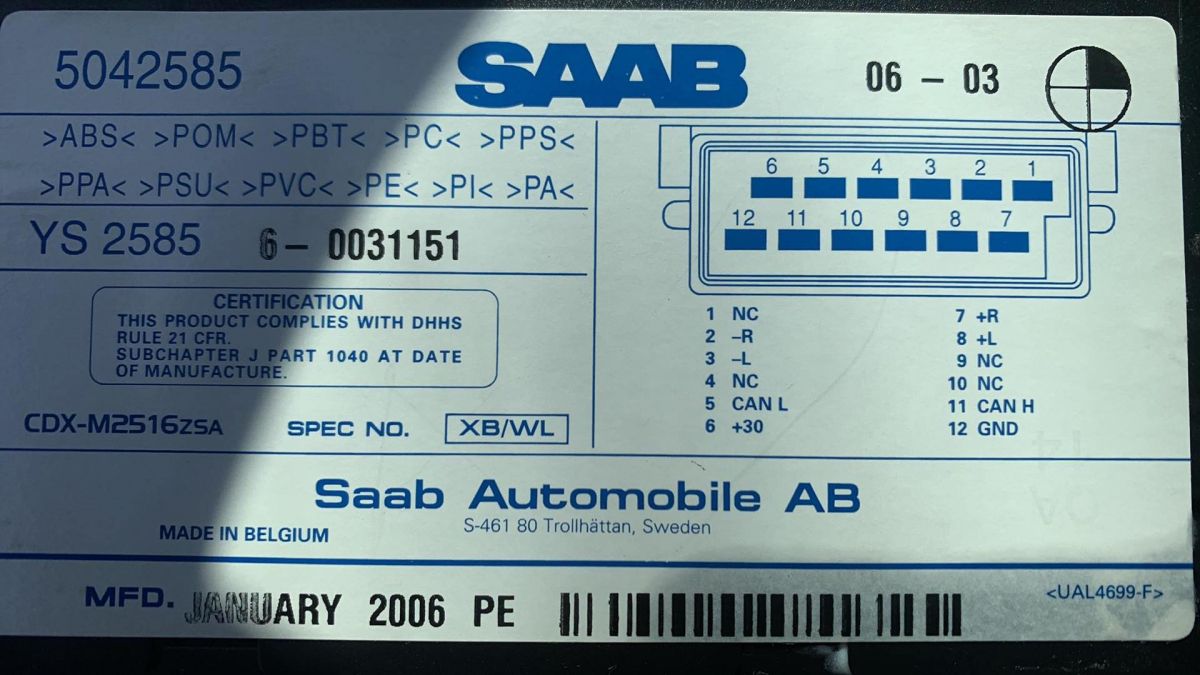 5042585 SAAB 06 – 03
>ABS< >POM< >PBT< >PC< >PPS<
>PPA< >PSU< >PVC< >PE< >PI< >PA<
YS 2585 6 – 0031151
CERTIFICATION
THIS PRODUCT COMPLIES WITH DHHS
RULE 21 CFR.
SUBCHAPTER J PART 1040 AT DATE
OF MANUFACTURE.
CDX-M2516ZSA SPEC NO. XB/WL
6 5 4 3 2 1
12 11 10 9 8 7
1 NC 7 +R
2 –R 8 +L
3 –L 9 NC
4 NC 10 NC
5 CAN L 11 CAN H
6 +30 12 GND
Saab Automobile AB
S-461 80 Trollhättan, Sweden
MADE IN BELGIUM
MFD. JANUARY 2006 PE <UAL4699-F>